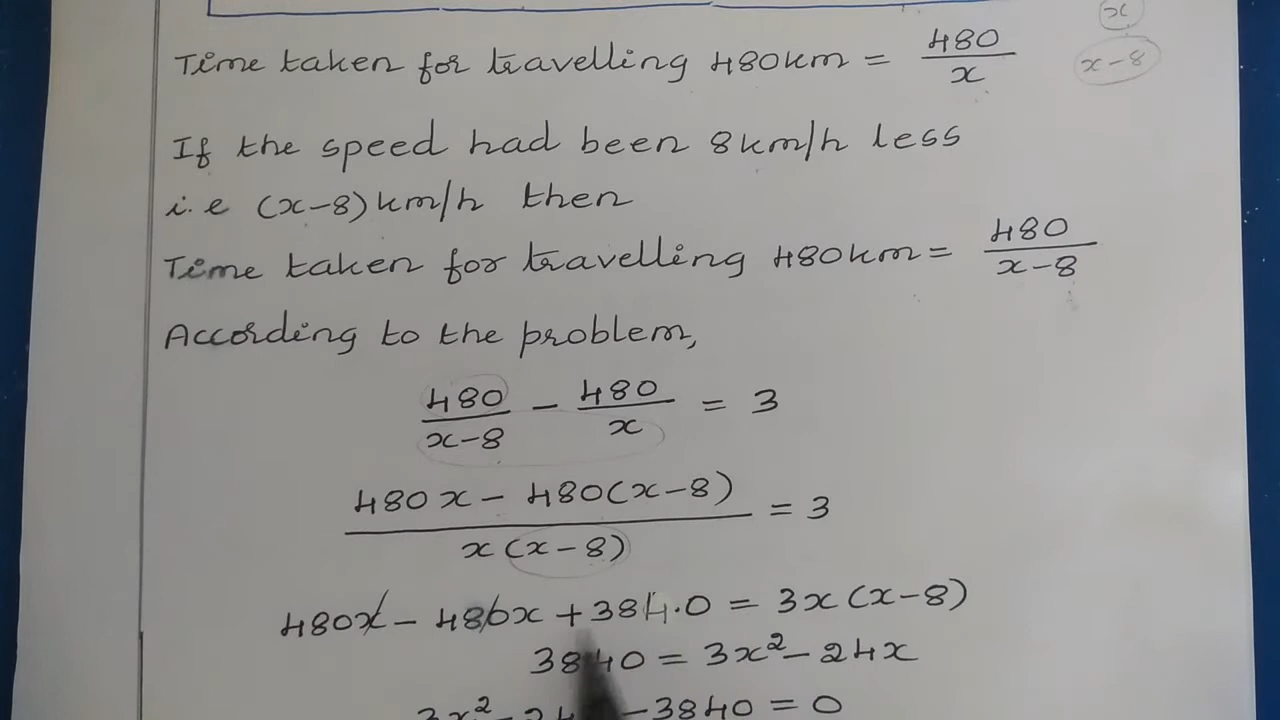 x
x-8
Time taken for travelling 480km = 480/x
If the speed had been 8km/h less
i.e (x-8)km/h then
Time taken for travelling 480km = 480/x-8
According to the problem,
480/x-8 - 480/x = 3
480x - 480(x-8)/x(x-8) = 3
480x - 480x + 3840 = 3x(x-8)
3840 = 3x² - 24x
3x² - 24 - 3840 = 0